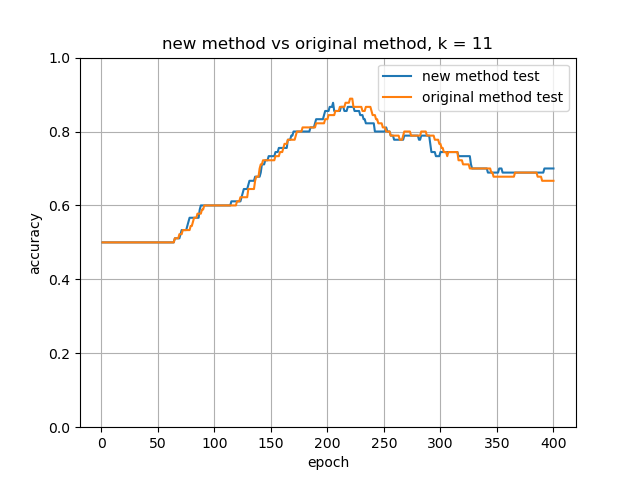 new method vs original method, k = 11
new method test
original method test
1.0
0.8
0.6
0.4
0.2
0.0
accuracy
0 50 100 150 200 250 300 350 400
epoch